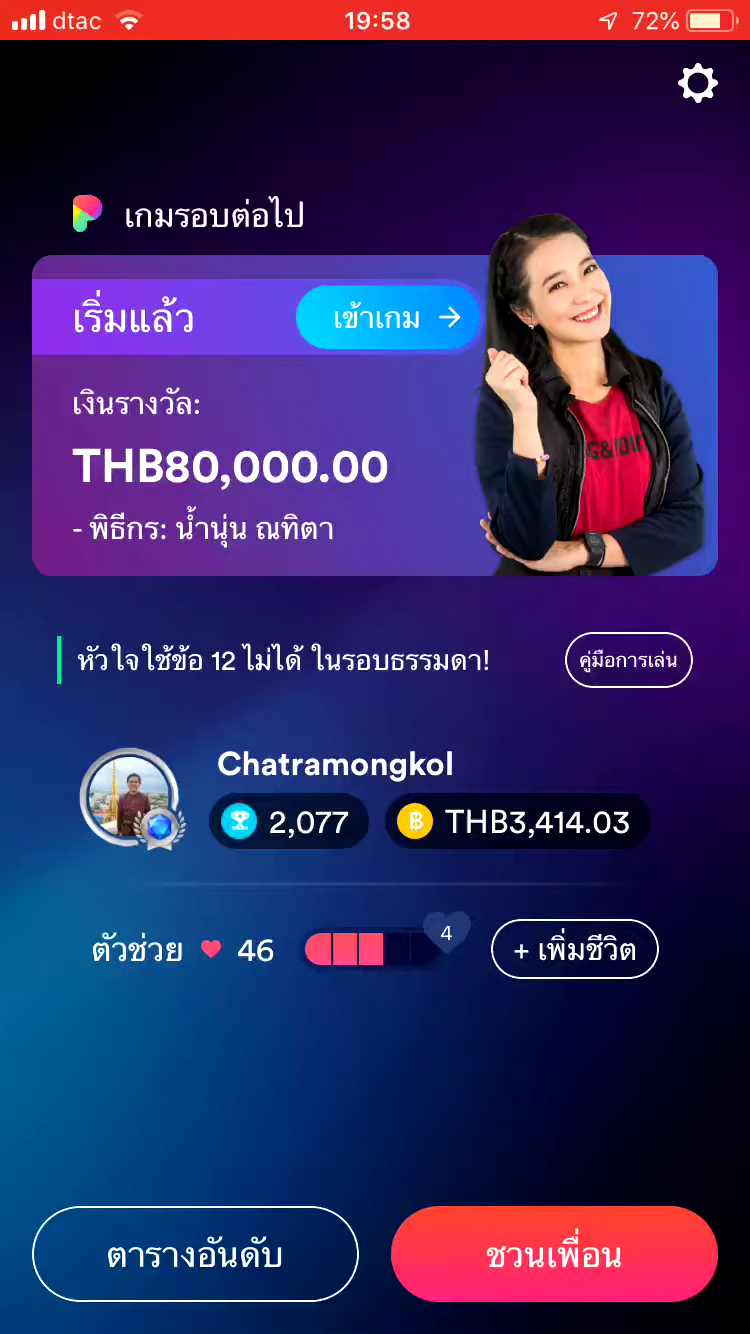 dtac
19:58
72%
เกมรอบต่อไป
เริ่มแล้ว
เข้าเกม
เงินรางวัล:
THB80,000.00
- พิธีกร: น้ำนุ่น ณทิตา
หัวใจใช้ข้อ 12 ไม่ได้ ในรอบธรรมดา!
คู่มือการเล่น
Chatramongkol
2,077
THB3,414.03
ตัวช่วย
46
4
+ เพิ่มชีวิต
ตารางอันดับ
ชวนเพื่อน